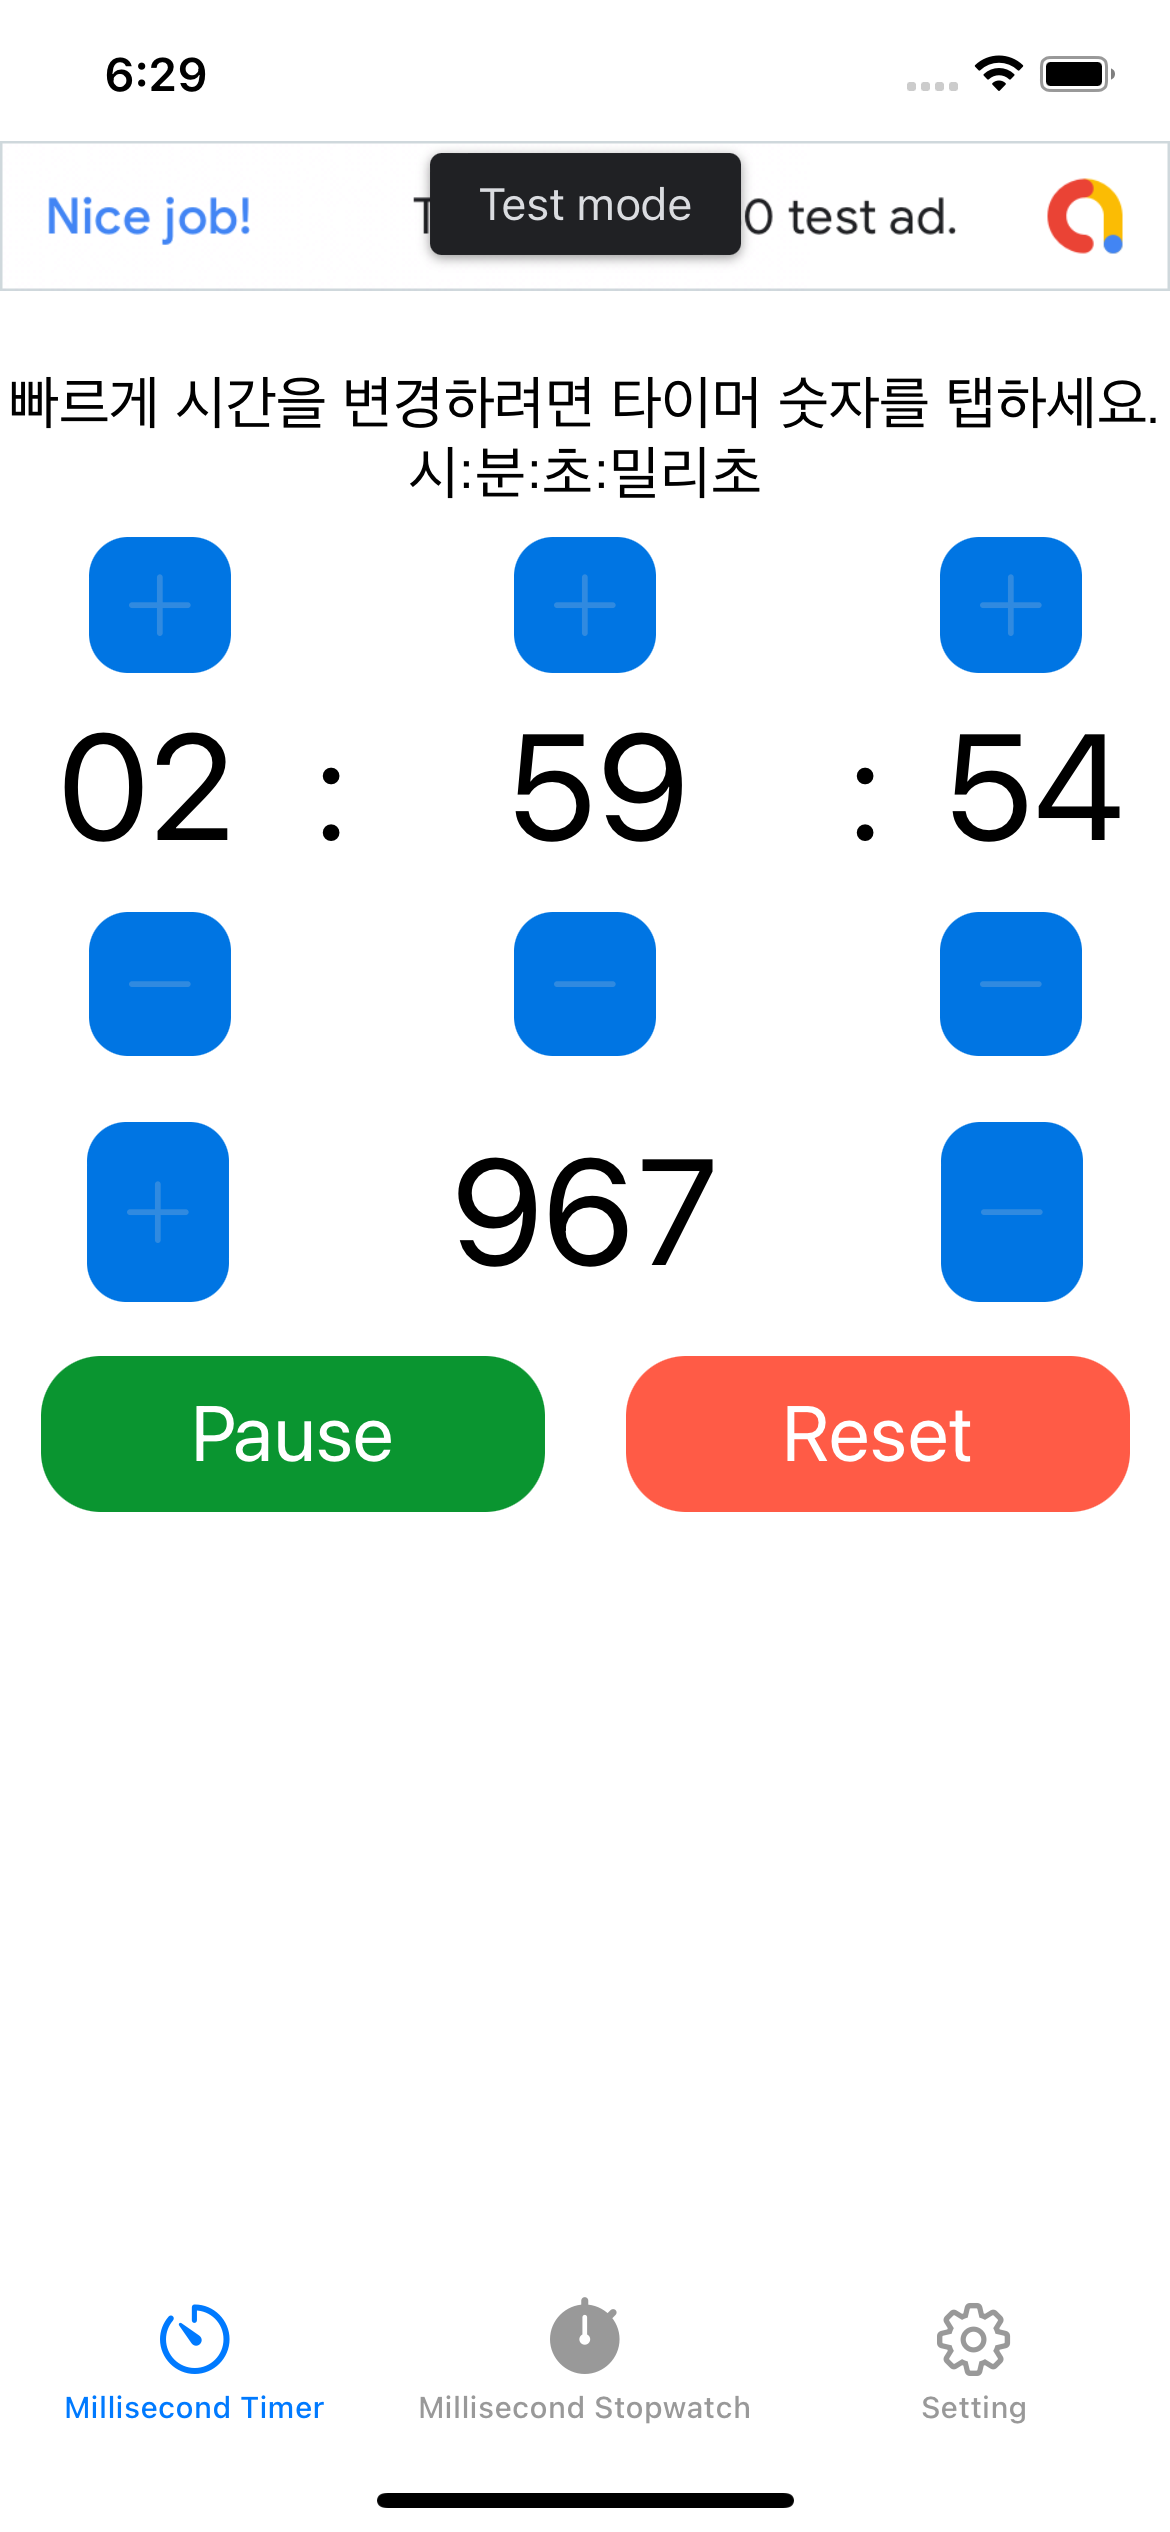 6:29
Nice job!
Test mode
0 test ad.
빠르게 시간을 변경하려면 타이머 숫자를 탭하세요.
시:분:초:밀리초
02 : 59 : 54
967
Pause Reset
Millisecond Timer Millisecond Stopwatch Setting